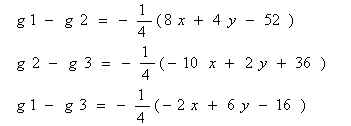 g 1 − g 2 = − 1/4 ( 8 x + 4 y − 52 )
g 2 − g 3 = − 1/4 ( − 10 x + 2 y + 36 )
g 1 − g 3 = − 1/4 ( − 2 x + 6 y − 16 )